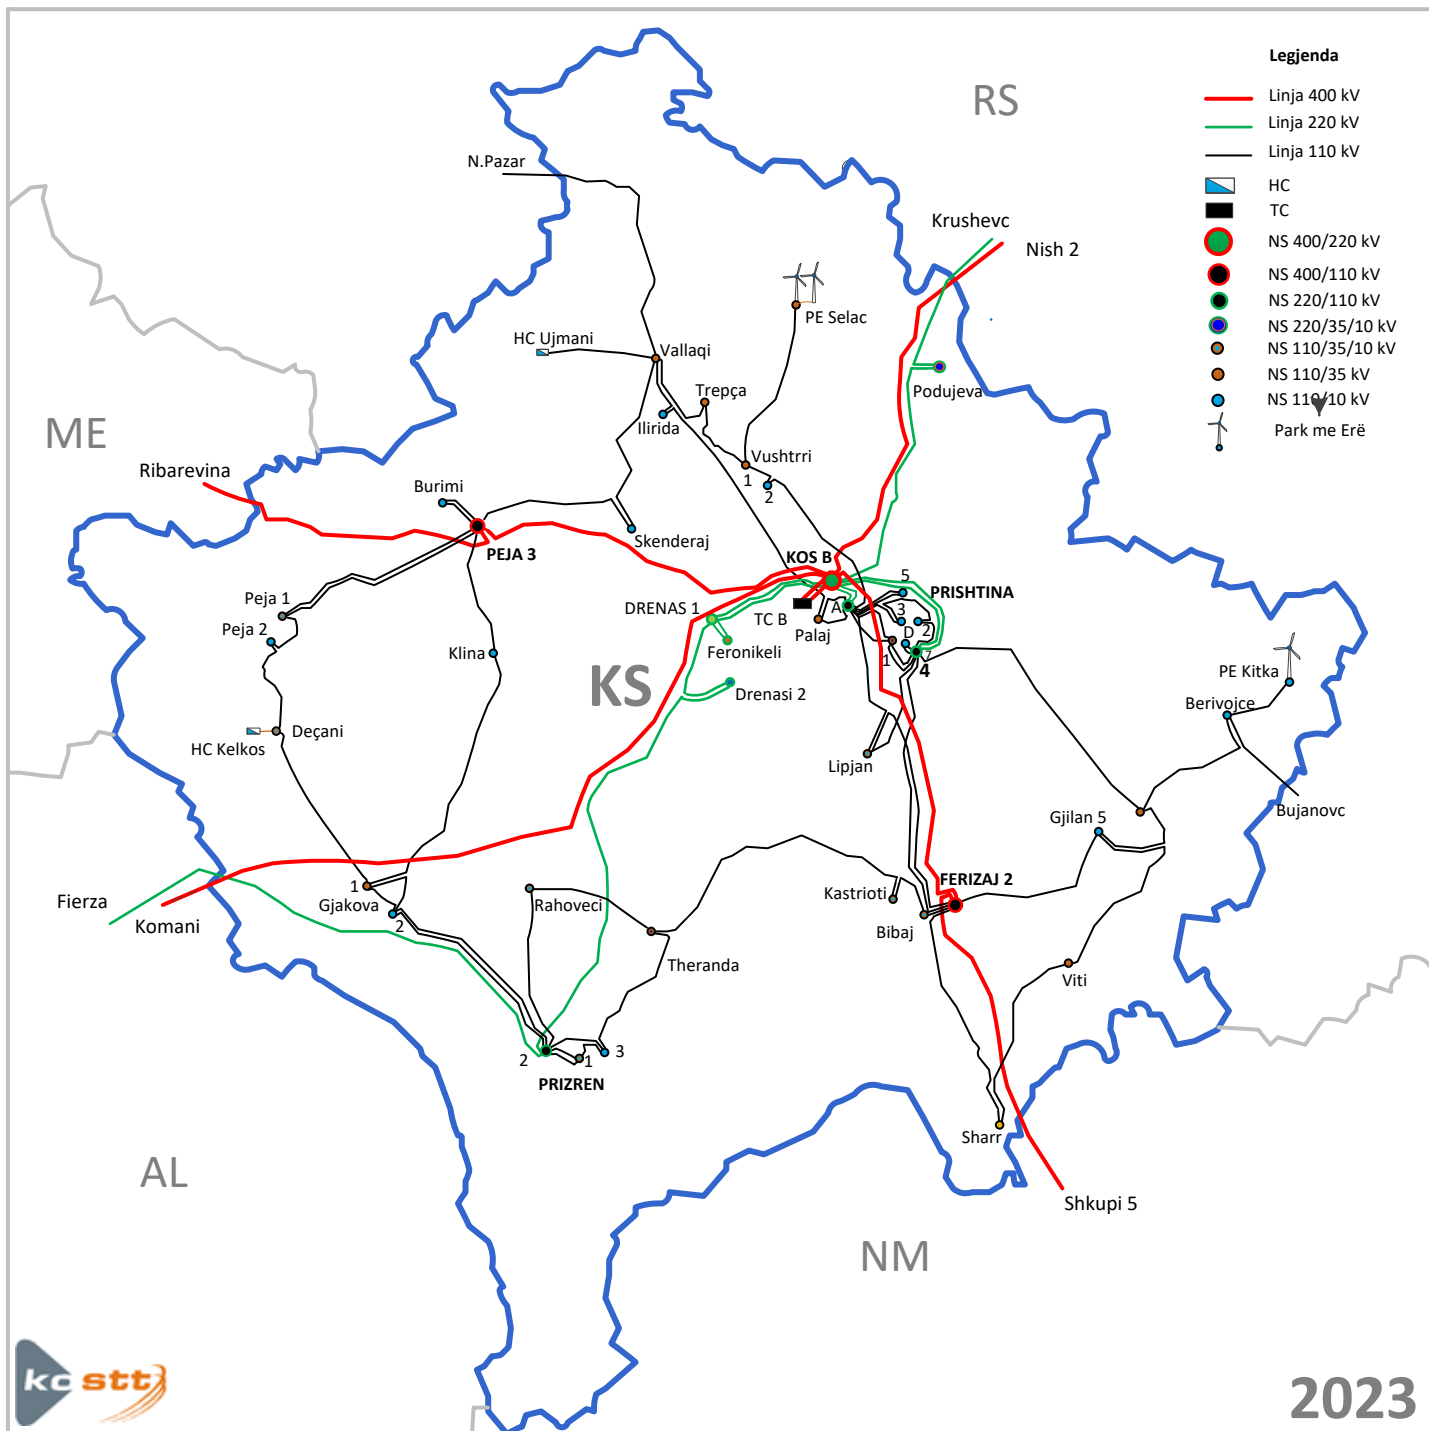 Legjenda
RS
Linja 400 kV
Linja 220 kV
Linja 110 kV
N.Pazar
HC
TC
Krushevc
NS 400/220 kV
Nish 2
NS 400/110 kV
NS 220/110 kV
PE Selac
NS 220/35/10 kV
HC Ujmani
Vallaqi
NS 110/35/10 kV
NS 110/35 kV
Trepça
Podujeva
NS 110/10 kV
Ilirida
Park me Erë
ME
Ribarevina
Vushtrri
1
2
Burimi
Skenderaj
PEJA 3
KOS B
5
PRISHTINA
Peja 1
DRENAS 1
TC B
A
3
Palaj
D
2
Peja 2
Klina
Feronikeli
1
7
4
KS
Drenasi 2
PE Kitka
Berivojce
Deçani
HC Kelkos
Lipjan
Bujanovc
Gjilan 5
1
Fierza
Gjakova
Komani
2
Rahoveci
Kastrioti
FERIZAJ 2
Bibaj
Theranda
Viti
2
1
3
PRIZREN
Sharr
AL
Shkupi 5
NM
kostt
2023